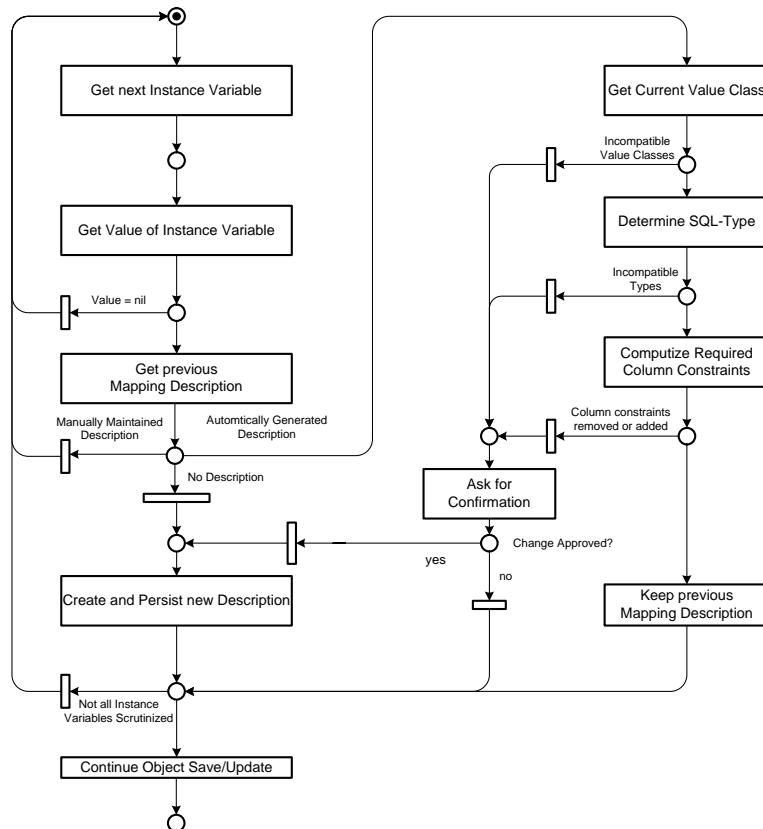 Get next Instance Variable
Get Current Value Class
Incompatible
Value Classes
Get Value of Instance Variable
Determine SQL-Type
Incompatible
Types
Value = nil
Get previous
Mapping Description
Computize Required
Column Constraints
Manually Maintained
Description
Automtically Generated
Description
Column constraints
removed or added
No Description
Ask for
Confirmation
Change Approved?
yes
no
Create and Persist new Description
Keep previous
Mapping Description
Not all Instance
Variables Scrutinized
Continue Object Save/Update